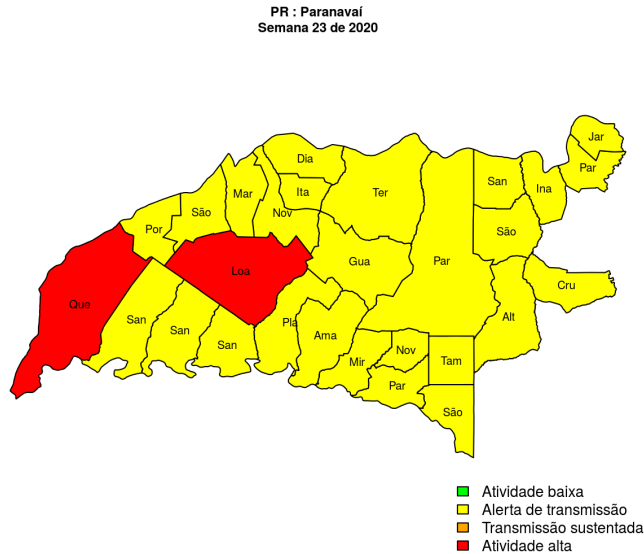 PR : Paranavaí
Semana 23 de 2020
Jar
Par
Dia
Ita
Mar
São
Nov
Ter
San
Ina
Por
São
Loa
Gua
Par
Cru
Que
San
San
San
Pla
Ama
Alt
Mir
Nov
Tam
Par
São
Atividade baixa
Alerta de transmissão
Transmissão sustentada
Atividade alta